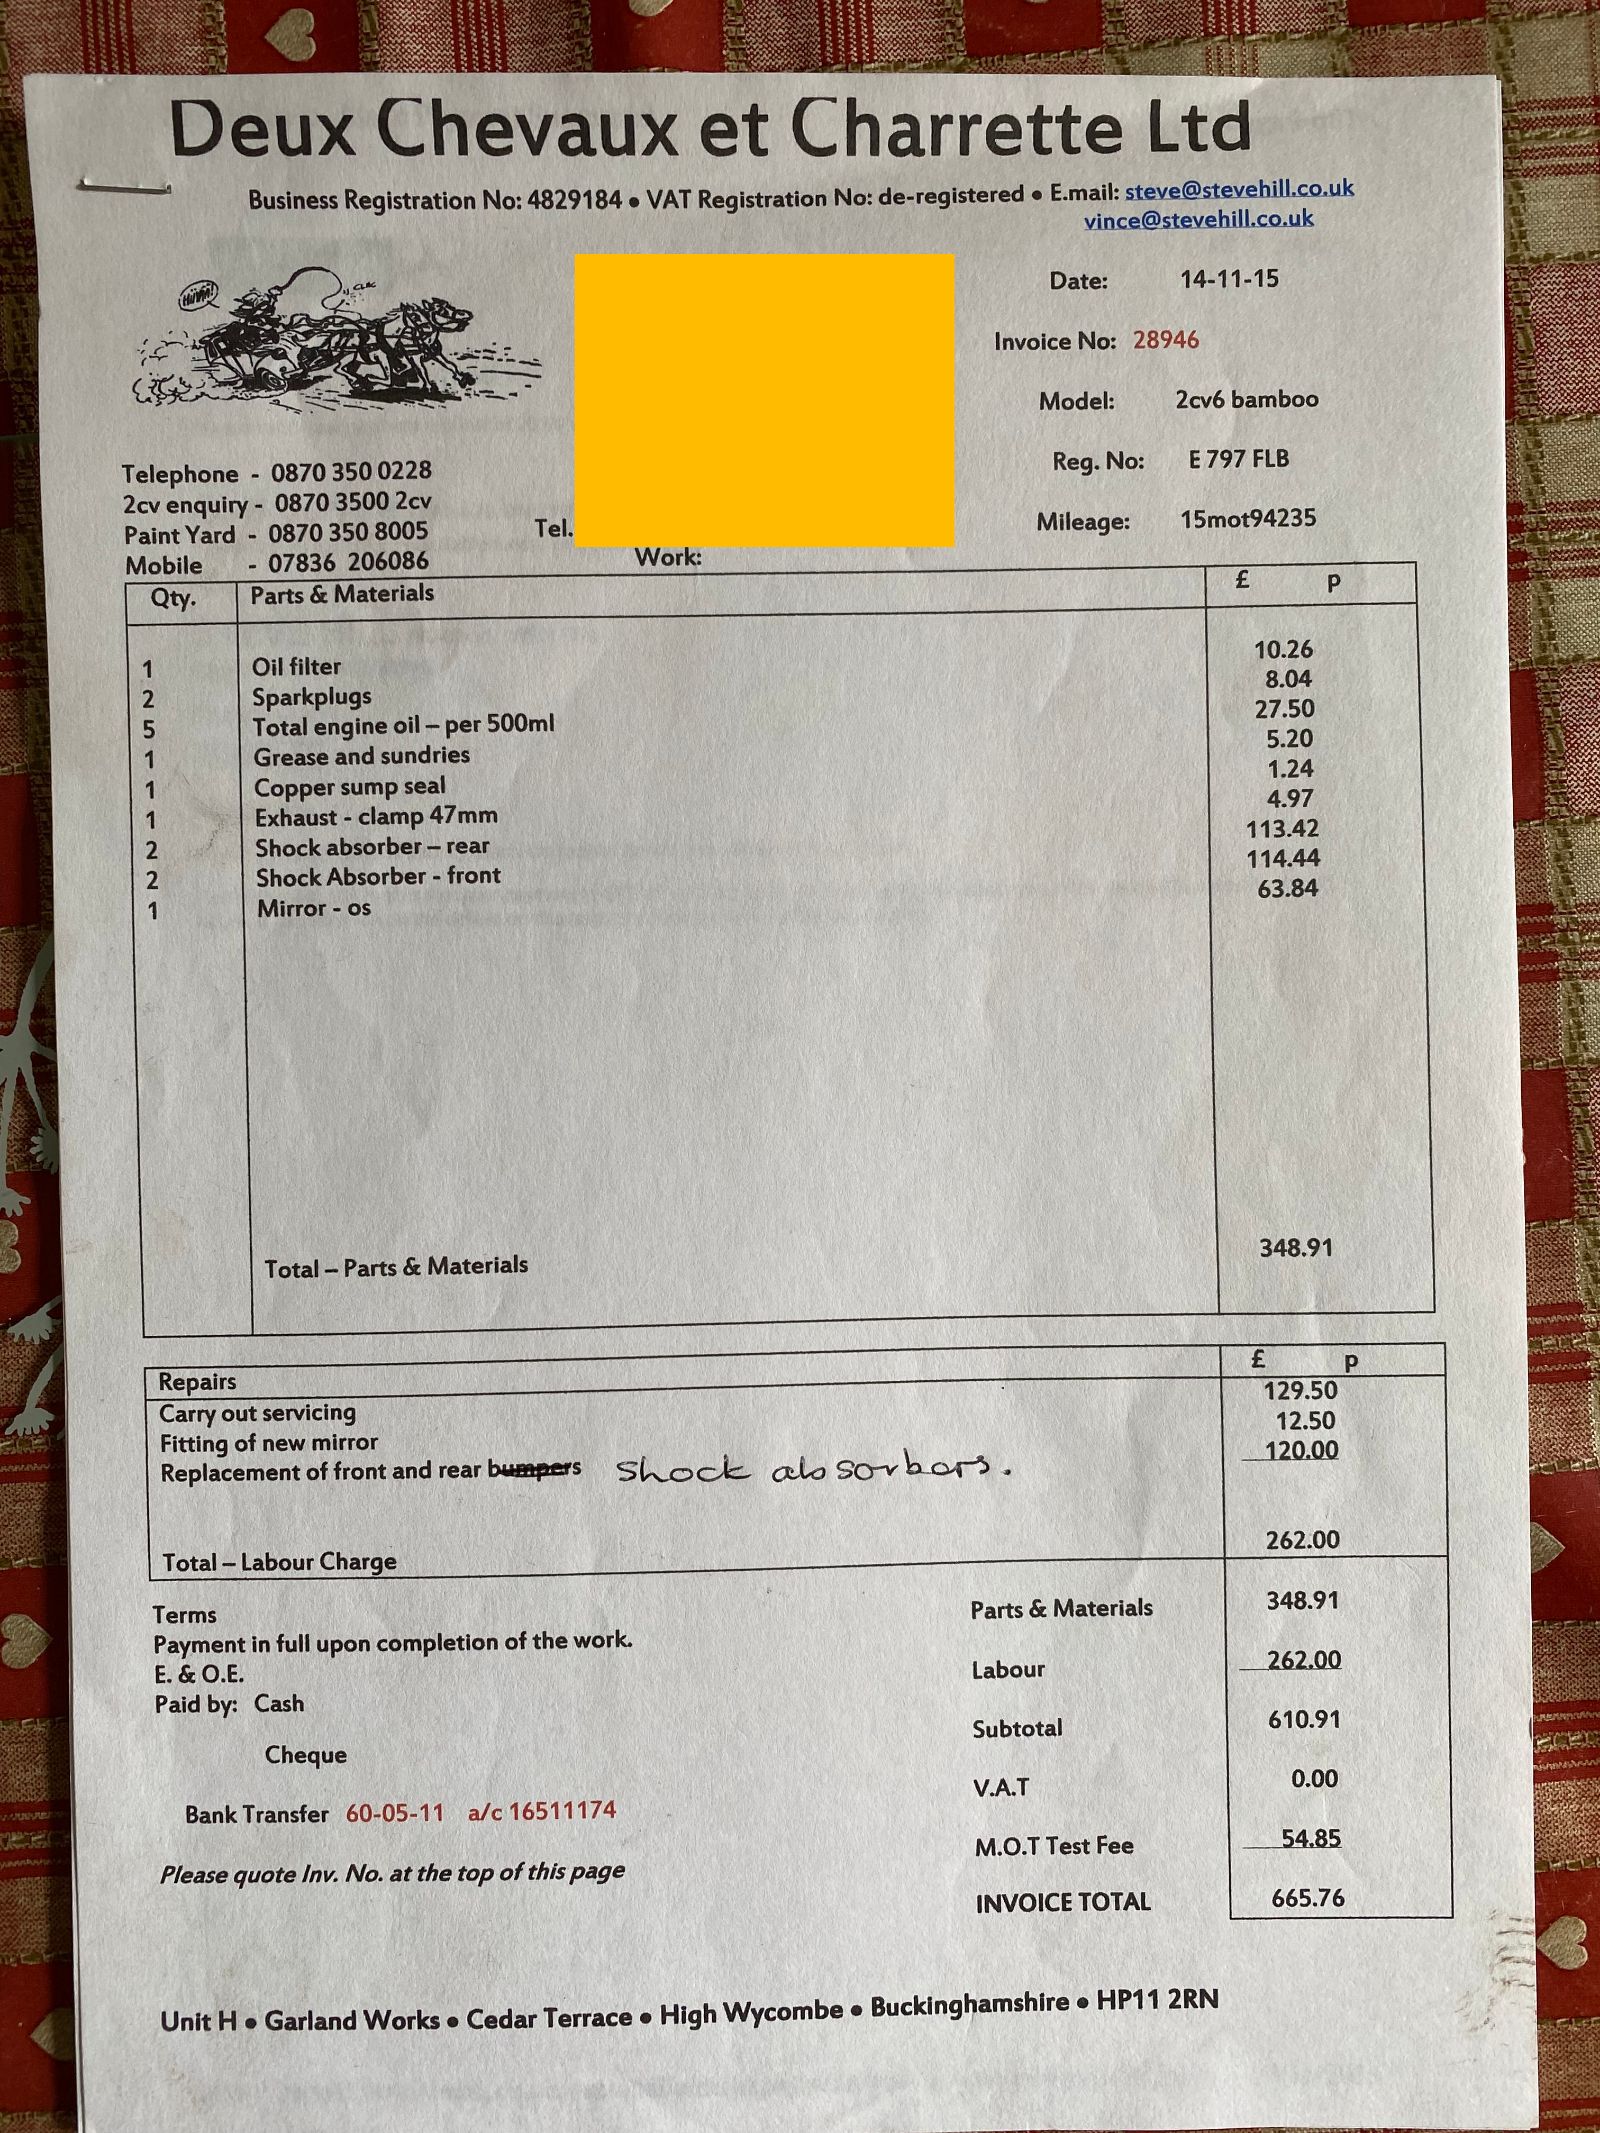 Deux Chevaux et Charrette Ltd
Business Registration No: 4829184 • VAT Registration No: de-registered • E.mail: steve@stevehill.co.uk
vince@stevehill.co.uk
Date: 14-11-15
Invoice No: 28946
Model: 2cv6 bamboo
Reg. No: E 797 FLB
Mileage: 15mot94235
Telephone - 0870 350 0228
2cv enquiry - 0870 3500 2cv
Paint Yard - 0870 350 8005
Mobile - 07836 206086
Tel.
Work:
Qty. Parts & Materials £ p
1 Oil filter 10.26
2 Sparkplugs 8.04
5 Total engine oil – per 500ml 27.50
1 Grease and sundries 5.20
1 Copper sump seal 1.24
1 Exhaust - clamp 47mm 4.97
2 Shock absorber – rear 113.42
2 Shock Absorber - front 114.44
1 Mirror - os 63.84
Total – Parts & Materials 348.91
Repairs £ p
Carry out servicing 129.50
Fitting of new mirror 12.50
Replacement of front and rear bumpers shock absorbers. 120.00
Total – Labour Charge 262.00
Terms
Payment in full upon completion of the work.
E. & O.E.
Paid by: Cash
Cheque
Bank Transfer 60-05-11 a/c 16511174
Please quote Inv. No. at the top of this page
Parts & Materials 348.91
Labour 262.00
Subtotal 610.91
V.A.T 0.00
M.O.T Test Fee 54.85
INVOICE TOTAL 665.76
Unit H • Garland Works • Cedar Terrace • High Wycombe • Buckinghamshire • HP11 2RN